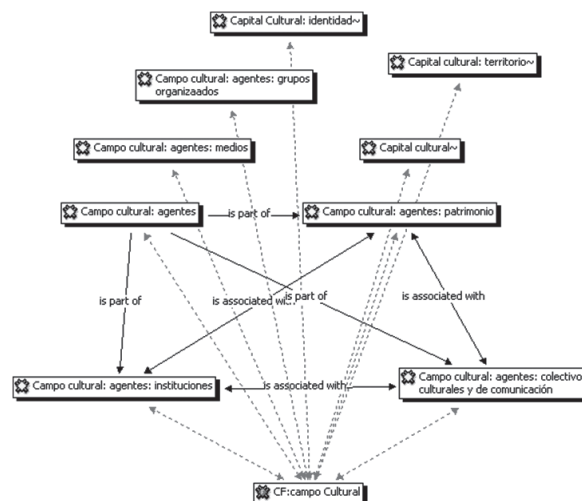 Capital Cultural: identidad~
Capital cultural: territorio~
Campo cultural: agentes: grupos
organizaados
Campo cultural: agentes: medios
Capital cultural~
Campo cultural: agentes
is part of
Campo cultural: agentes: patrimonio
is part of
is associated with
is part of
is associated with
Campo cultural: agentes: instituciones
is associated with
Campo cultural: agentes: colectivo
culturales y de comunicación
CF:campo Cultural